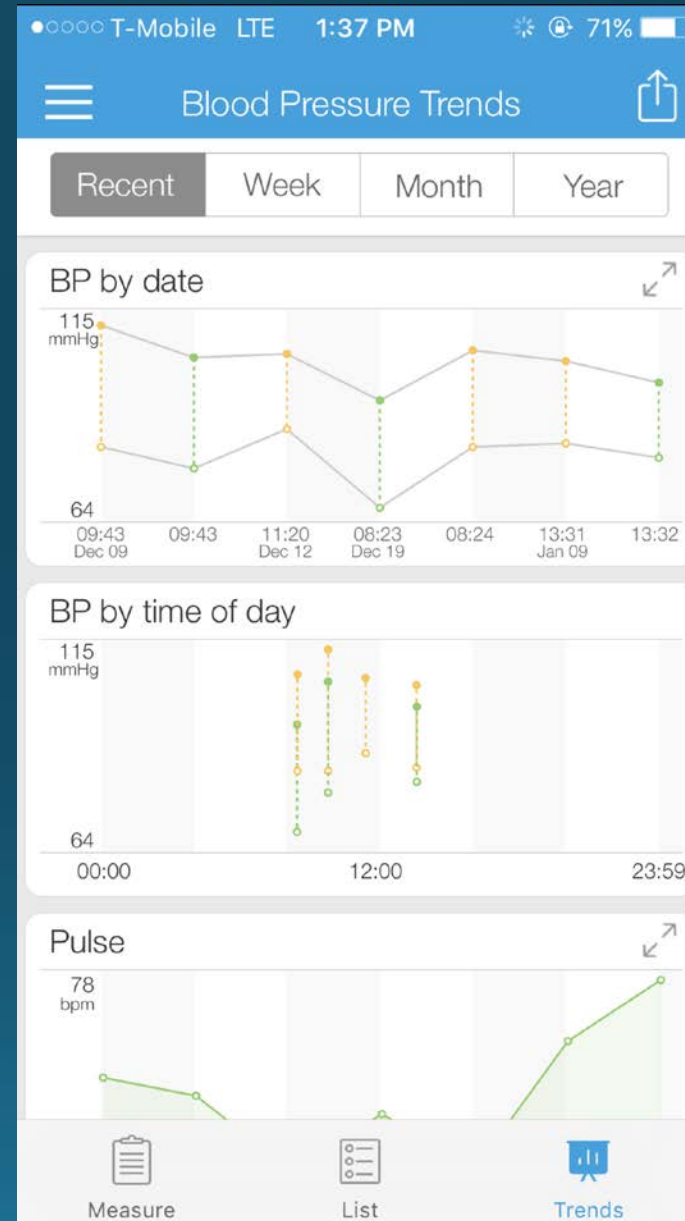 T-Mobile LTE 1:37 PM 71%
Blood Pressure Trends
Recent Week Month Year
BP by date
115
mmHg
64
09:43 09:43 11:20 08:23 08:24 13:31 13:32
Dec 09 Dec 12 Dec 19 Jan 09
BP by time of day
115
mmHg
64
00:00 12:00 23:59
Pulse
78
bpm
Measure List Trends